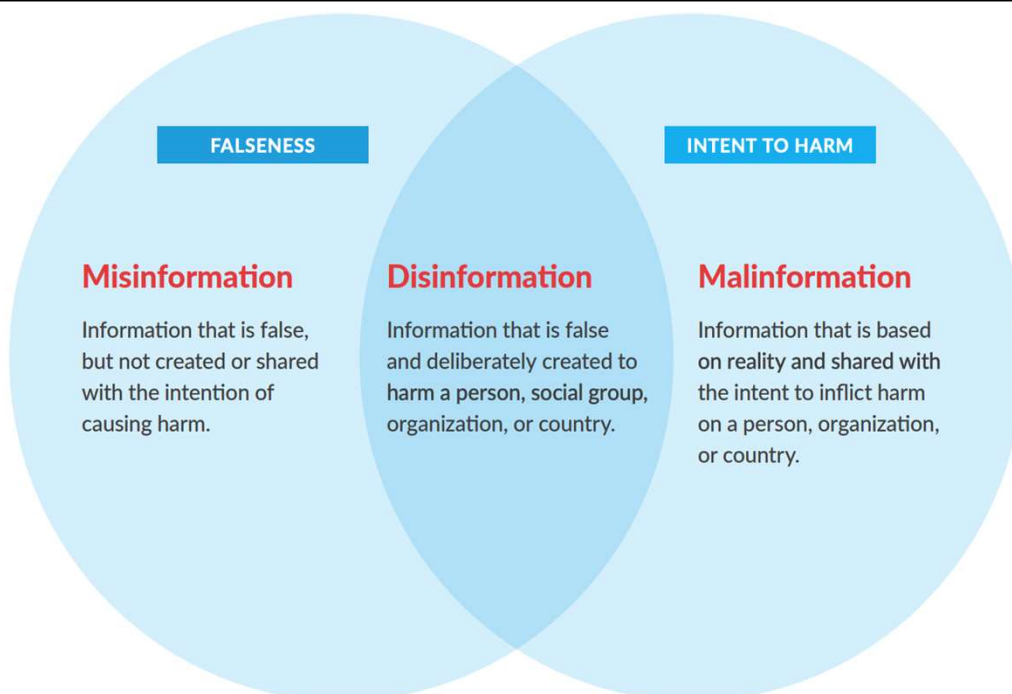 FALSENESS
INTENT TO HARM
Misinformation
Information that is false,
but not created or shared
with the intention of
causing harm.
Disinformation
Information that is false
and deliberately created to
harm a person, social group,
organization, or country.
Malinformation
Information that is based
on reality and shared with
the intent to inflict harm
on a person, organization,
or country.